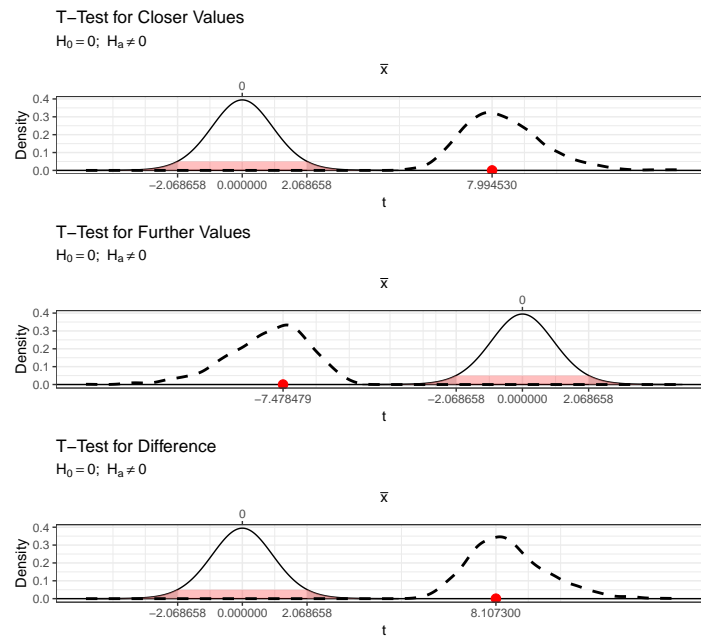 T−Test for Closer Values
H₀ = 0; Hₐ ≠ 0
x̅
0
0.4
0.3
0.2
0.1
0.0
Density
−2.068658 0.000000 2.068658 7.994530
t
T−Test for Further Values
H₀ = 0; Hₐ ≠ 0
x̅
0
0.4
0.3
0.2
0.1
0.0
Density
−7.478479 −2.068658 0.000000 2.068658
t
T−Test for Difference
H₀ = 0; Hₐ ≠ 0
x̅
0
0.4
0.3
0.2
0.1
0.0
Density
−2.068658 0.000000 2.068658 8.107300
t